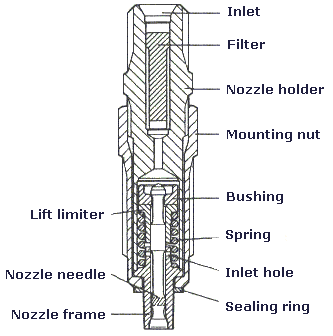 Inlet
Filter
Nozzle holder
Mounting nut
Bushing
Lift limiter
Spring
Inlet hole
Nozzle needle
Sealing ring
Nozzle frame